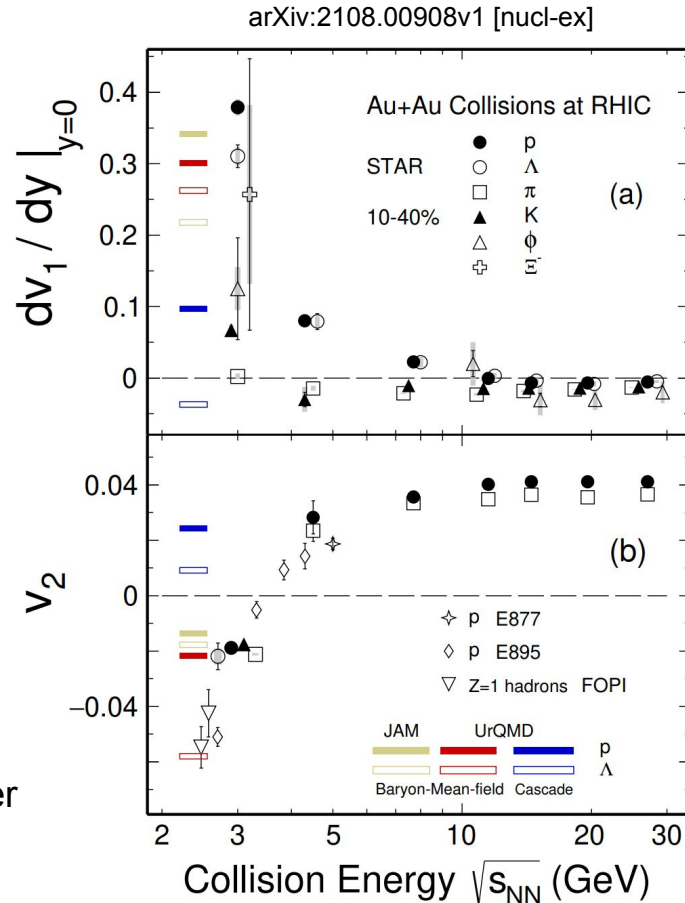 arXiv:2108.00908v1 [nucl-ex]
dv₁ / dy |y=0
0.4
0.3
0.2
0.1
0
Au+Au Collisions at RHIC
STAR
10-40%
p
Λ
π
K
ϕ
Ξ⁻
(a)
v₂
0.04
0
−0.04
(b)
p E877
p E895
Z=1 hadrons FOPI
JAM UrQMD
p
Λ
Baryon-Mean-field Cascade
er
2 3 5 10 20 30
Collision Energy √sNN (GeV)